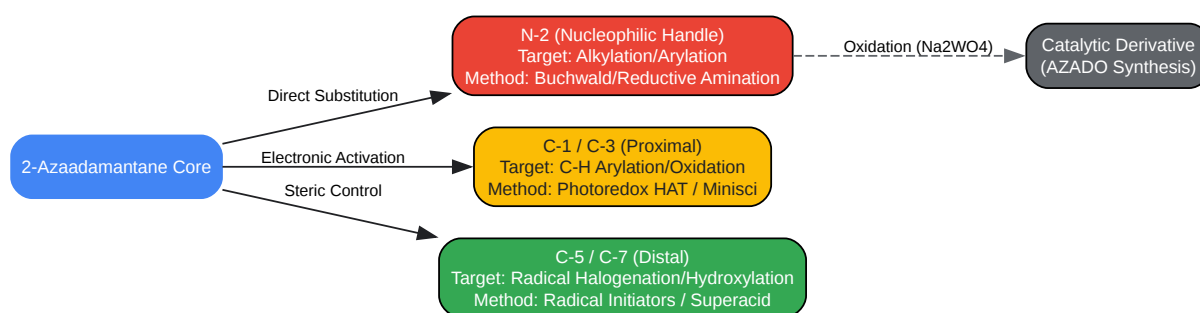 2-Azaadamantane Core
Direct Substitution
Electronic Activation
Steric Control
N-2 (Nucleophilic Handle)
Target: Alkylation/Arylation
Method: Buchwald/Reductive Amination
C-1 / C-3 (Proximal)
Target: C-H Arylation/Oxidation
Method: Photoredox HAT / Minisci
C-5 / C-7 (Distal)
Target: Radical Halogenation/Hydroxylation
Method: Radical Initiators / Superacid
Oxidation (Na2WO4)
Catalytic Derivative
(AZADO Synthesis)